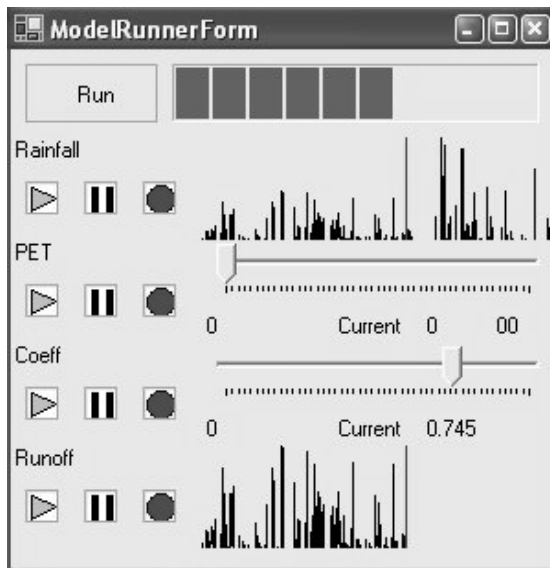 ModelRunnerForm
Run
Rainfall
PET
0 Current 0 00
Coeff
0 Current 0.745
Runoff